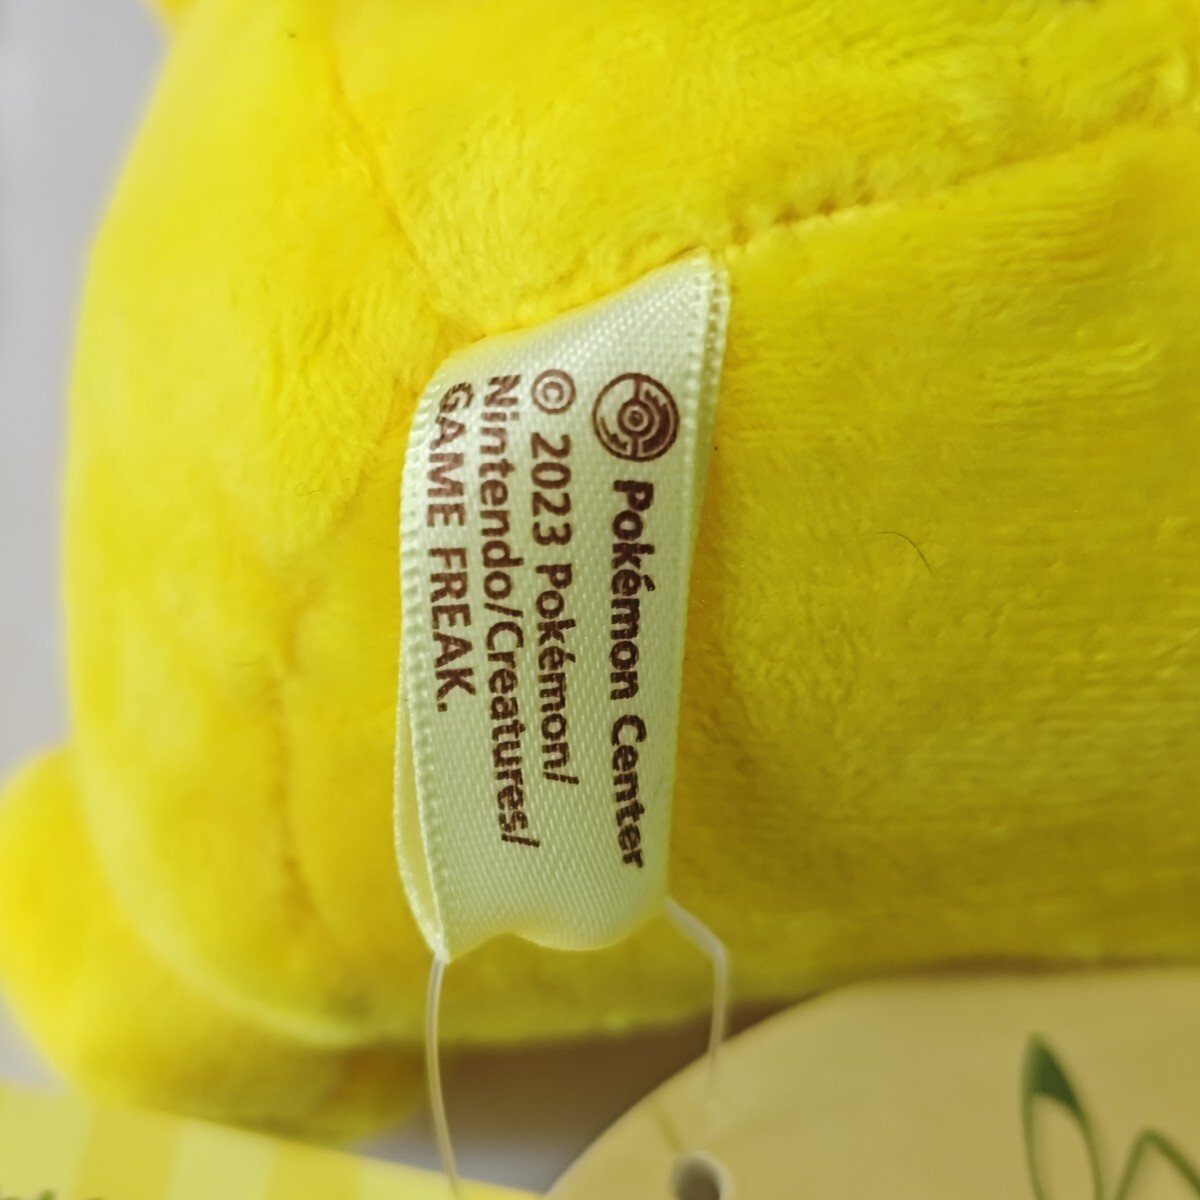 Pokémon Center
© 2023 Pokémon/
Nintendo/Creatures/
GAME FREAK.